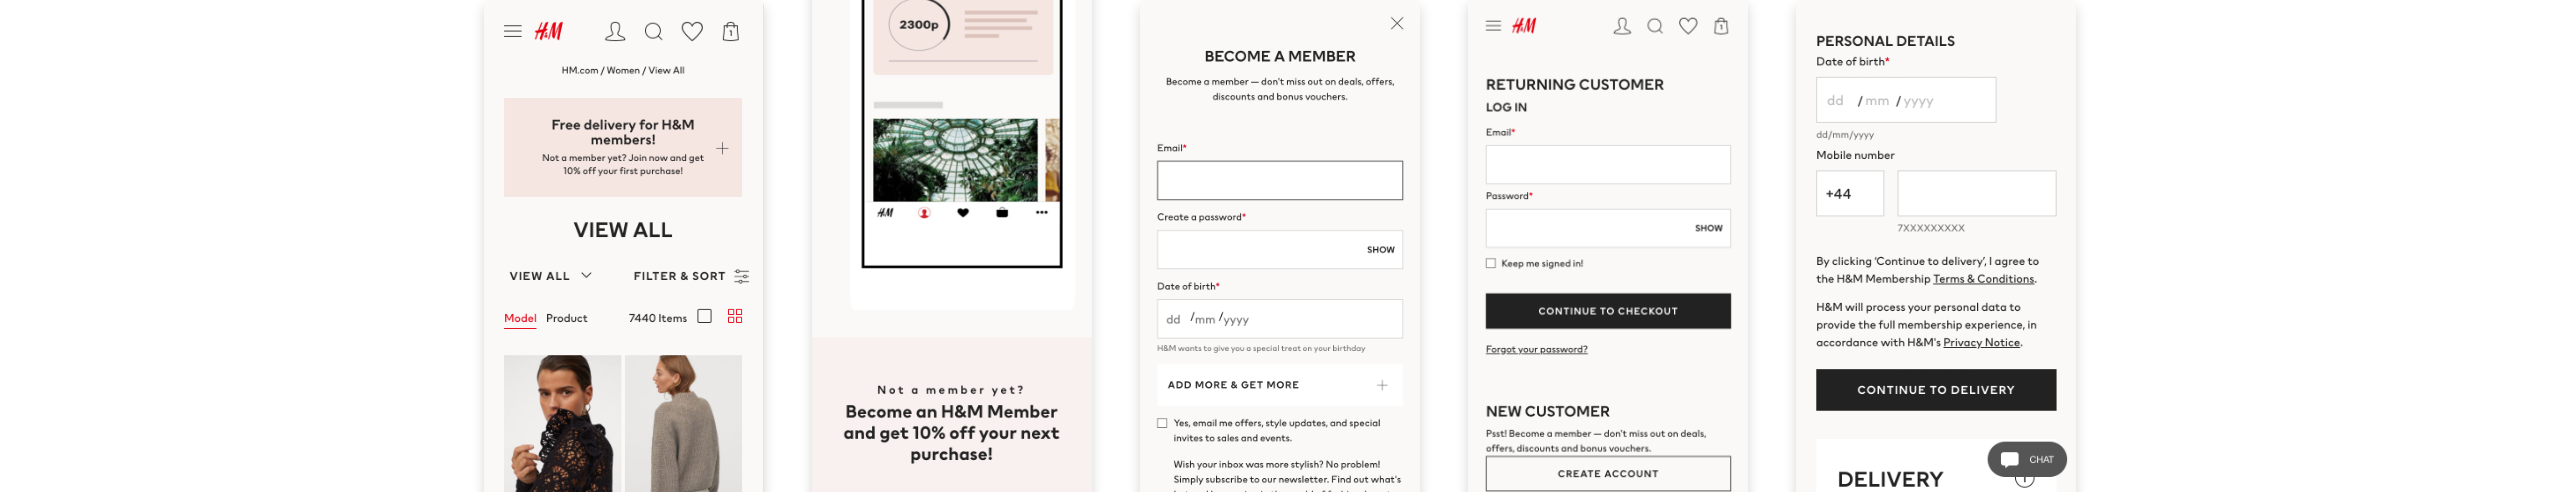 H&M
1
HM.com / Women / View All
Free delivery for H&M
members!
Not a member yet? Join now and get
10% off your first purchase!
VIEW ALL
VIEW ALL
FILTER & SORT
Model Product
7440 Items
2300p
H&M
Not a member yet?
Become an H&M Member
and get 10% off your next
purchase!
BECOME A MEMBER
Become a member — don't miss out on deals, offers,
discounts and bonus vouchers.
Email*
Create a password*
SHOW
Date of birth*
dd / mm / yyyy
H&M wants to give you a special treat on your birthday
ADD MORE & GET MORE
Yes, email me offers, style updates, and special
invites to sales and events.
Wish your inbox was more stylish? No problem!
Simply subscribe to our newsletter. Find out what's
H&M
1
RETURNING CUSTOMER
LOG IN
Email*
Password*
SHOW
Keep me signed in!
CONTINUE TO CHECKOUT
Forgot your password?
NEW CUSTOMER
Psst! Become a member — don't miss out on deals,
offers, discounts and bonus vouchers.
CREATE ACCOUNT
PERSONAL DETAILS
Date of birth*
dd / mm / yyyy
dd/mm/yyyy
Mobile number
+44
7XXXXXXXXX
By clicking 'Continue to delivery', I agree to
the H&M Membership Terms & Conditions.
H&M will process your personal data to
provide the full membership experience, in
accordance with H&M's Privacy Notice.
CONTINUE TO DELIVERY
CHAT
DELIVERY